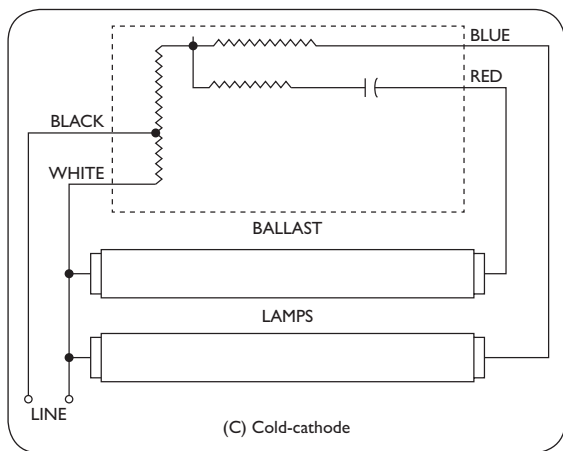 BLUE
RED
BLACK
WHITE
BALLAST
LAMPS
LINE
(C) Cold-cathode